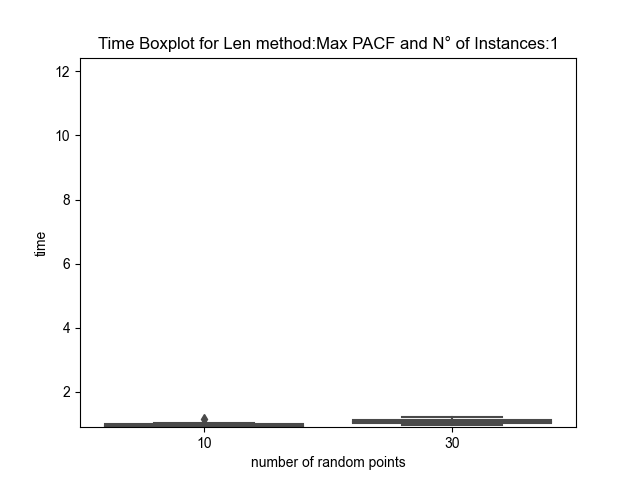 Time Boxplot for Len method:Max PACF and N° of Instances:1
12
10
8
6
4
2
time
10 30
number of random points